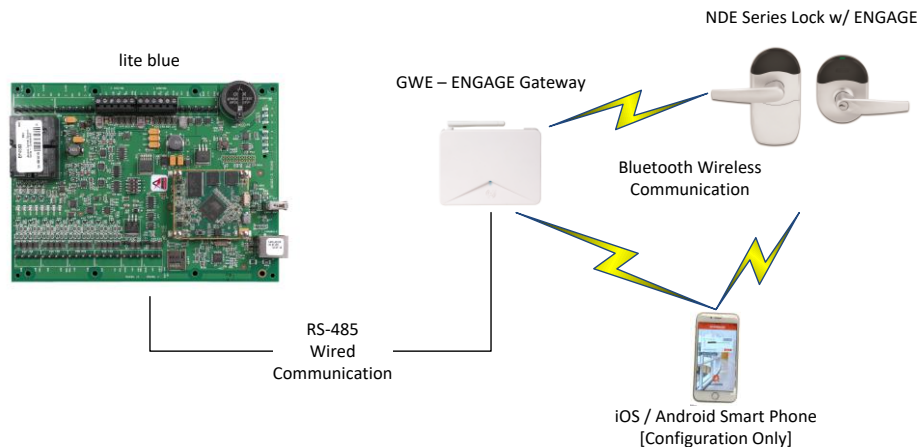 NDE Series Lock w/ ENGAGE
lite blue
GWE – ENGAGE Gateway
Bluetooth Wireless
Communication
RS-485
Wired
Communication
iOS / Android Smart Phone
[Configuration Only]